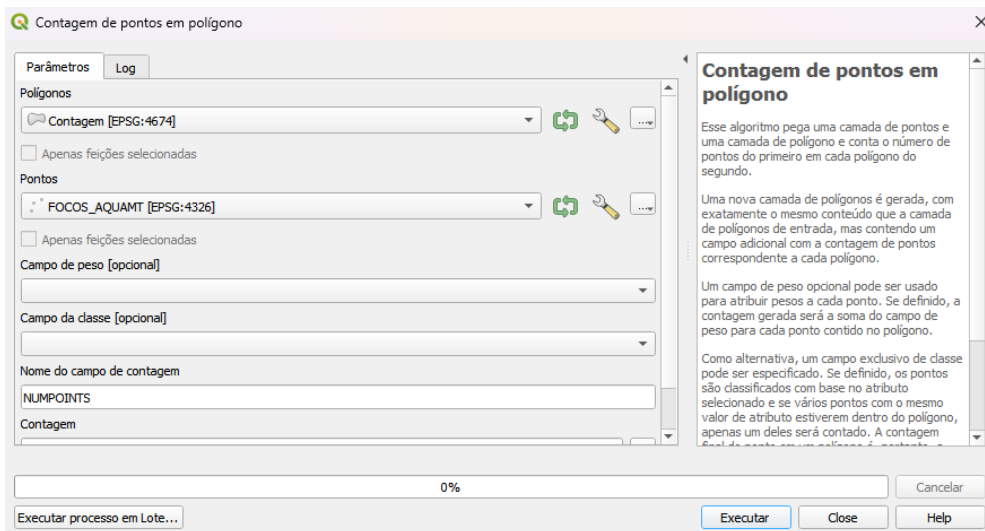 Contagem de pontos em polígono
Parâmetros
Log
Polígonos
Contagem [EPSG:4674]
Apenas feições selecionadas
Pontos
FOCOS_AQUAMT [EPSG:4326]
Apenas feições selecionadas
Campo de peso [opcional]
Campo da classe [opcional]
Nome do campo de contagem
NUMPOINTS
Contagem
Contagem de pontos em
polígono
Esse algoritmo pega uma camada de pontos e
uma camada de polígono e conta o número de
pontos do primeiro em cada polígono do
segundo.
Uma nova camada de polígonos é gerada, com
exatamente o mesmo conteúdo que a camada
de polígonos de entrada, mas contendo um
campo adicional com a contagem de pontos
correspondente a cada polígono.
Um campo de peso opcional pode ser usado
para atribuir pesos a cada ponto. Se definido, a
contagem gerada será a soma do campo de
peso para cada ponto contido no polígono.
Como alternativa, um campo exclusivo de classe
pode ser especificado. Se definido, os pontos
são classificados com base no atributo
selecionado e se vários pontos com o mesmo
valor de atributo estiverem dentro do polígono,
apenas um deles será contado. A contagem
final do ponto em um polígono é, portanto, a
0%
Cancelar
Executar processo em Lote...
Executar
Close
Help